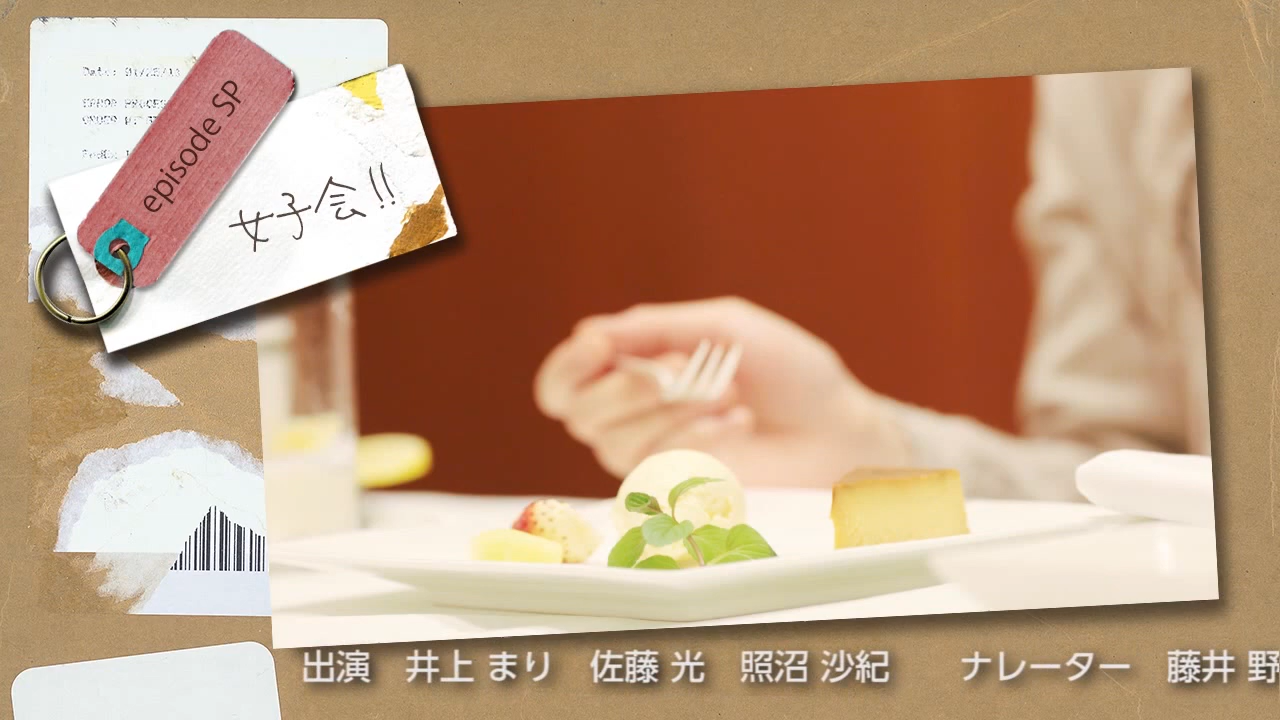 episode SP
女子会!!
出演 井上 まり 佐藤 光 照沼 沙紀 ナレーター 藤井 野